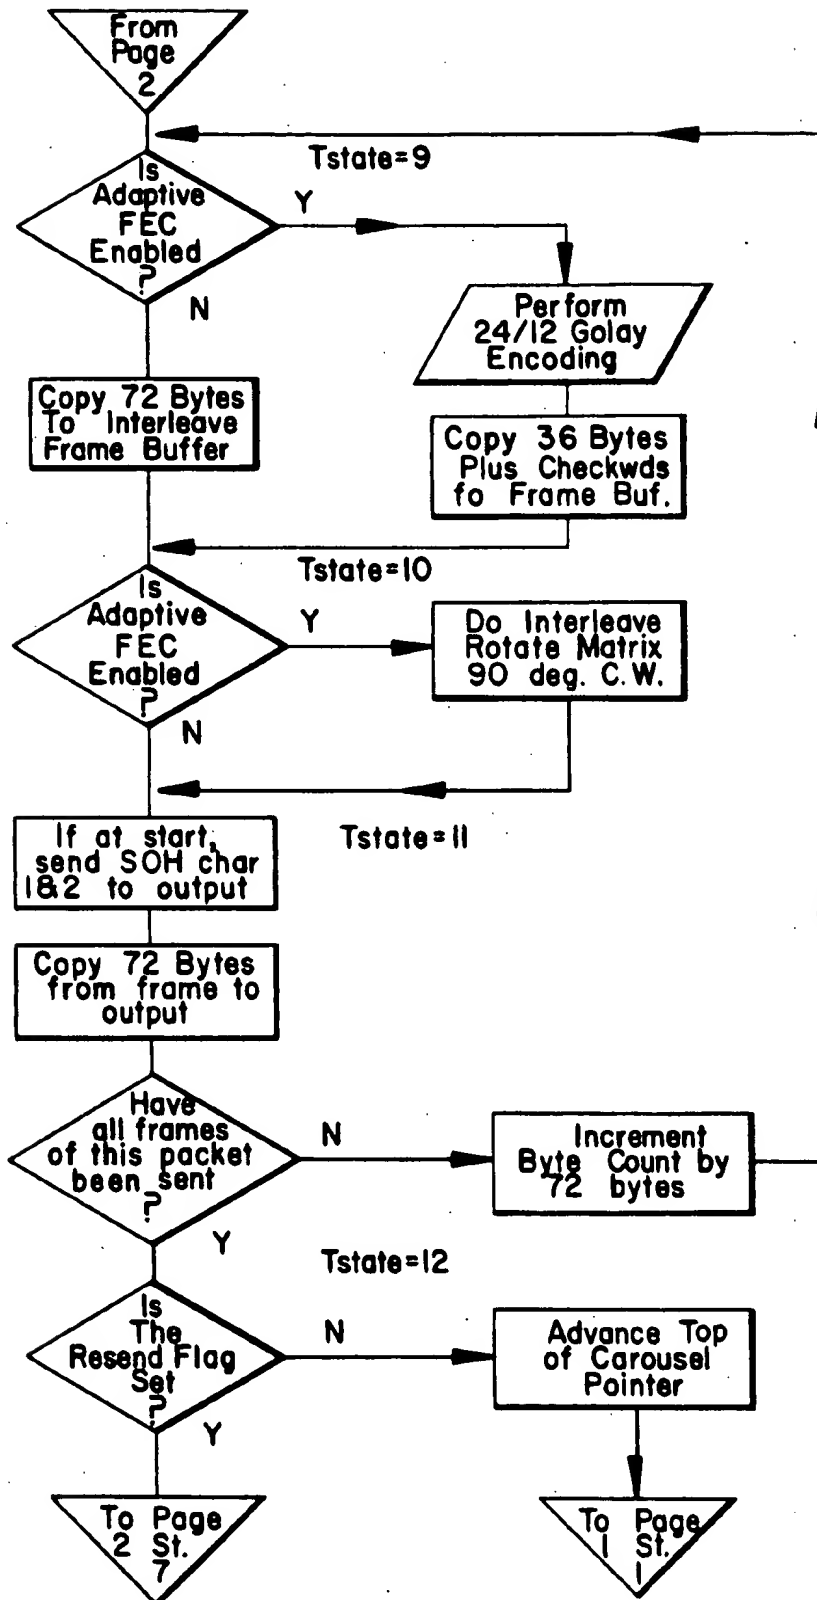 From
Page
2
Tstate=9
Is
Adaptive
FEC
Enabled
?
Y
N
Perform
24/12 Golay
Encoding
Copy 72 Bytes
To Interleave
Frame Buffer
Copy 36 Bytes
Plus Checkwds
fo Frame Buf.
Tstate=10
Is
Adaptive
FEC
Enabled
?
Y
N
Do Interleave
Rotate Matrix
90 deg. C.W.
Tstate=11
If at start,
send SOH char
1&2 to output
Copy 72 Bytes
from frame to
output
Have
all frames
of this packet
been sent
?
N
Y
Increment
Byte Count by
72 bytes
Tstate=12
Is
The
Resend Flag
Set
?
N
Y
Advance Top
of Carousel
Pointer
To Page
2 St.
7
To Page
1 St.
1